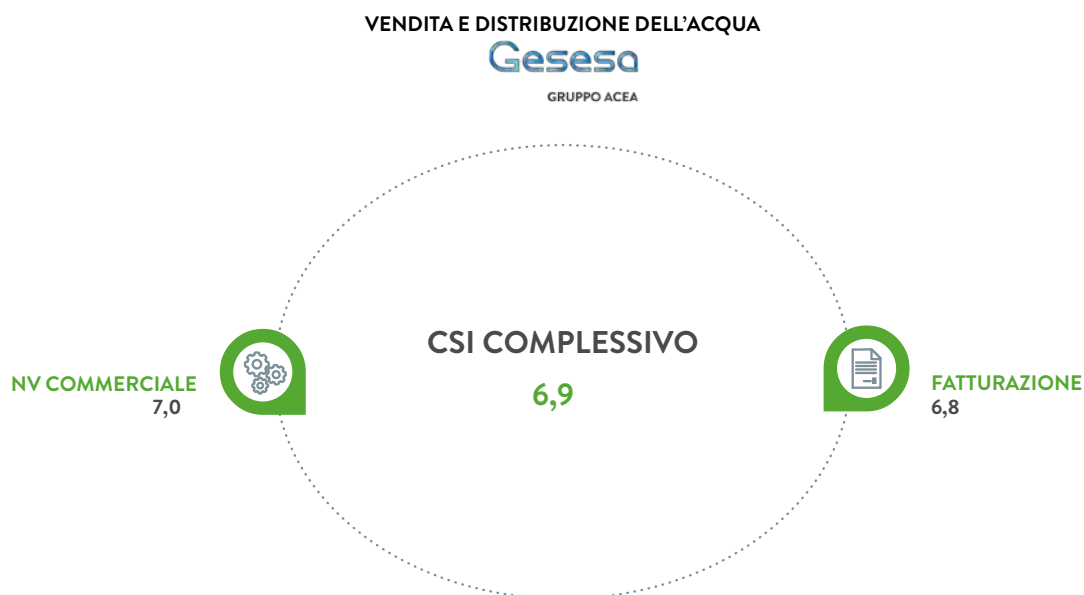 VENDITA E DISTRIBUZIONE DELL’ACQUA
Gesesa
GRUPPO ACEA
CSI COMPLESSIVO
6,9
NV COMMERCIALE
7,0
FATTURAZIONE
6,8